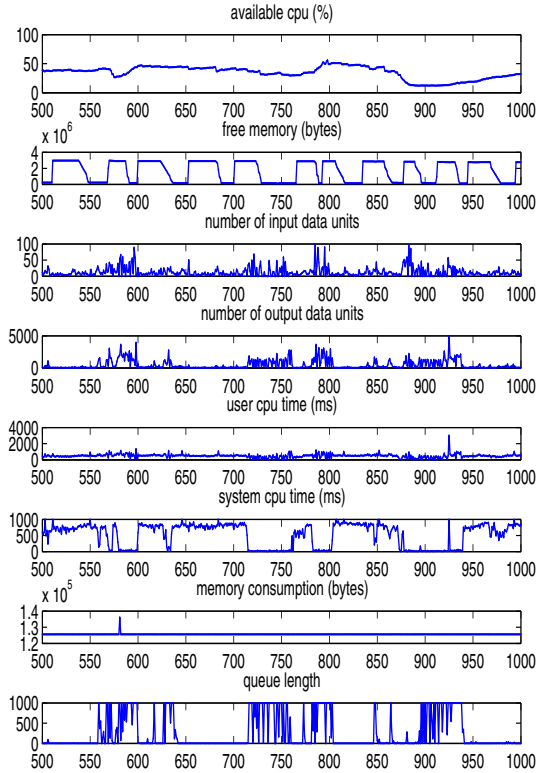 available cpu (%)
100
50
0
500 550 600 650 700 750 800 850 900 950 1000
x 10^6
free memory (bytes)
4
2
0
500 550 600 650 700 750 800 850 900 950 1000
number of input data units
100
50
0
500 550 600 650 700 750 800 850 900 950 1000
number of output data units
5000
0
500 550 600 650 700 750 800 850 900 950 1000
user cpu time (ms)
4000
2000
0
500 550 600 650 700 750 800 850 900 950 1000
system cpu time (ms)
1000
500
0
500 550 600 650 700 750 800 850 900 950 1000
x 10^5
memory consumption (bytes)
1.4
1.3
1.2
500 550 600 650 700 750 800 850 900 950 1000
queue length
1000
500
0
500 550 600 650 700 750 800 850 900 950 1000